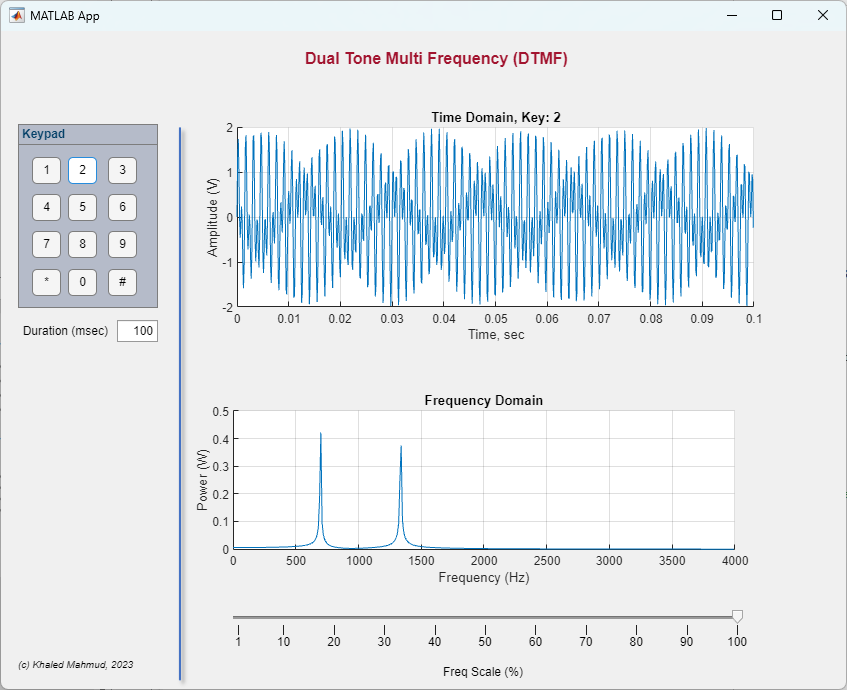 MATLAB App
Dual Tone Multi Frequency (DTMF)
Keypad
1 2 3
4 5 6
7 8 9
* 0 #
Duration (msec) 100
Time Domain, Key: 2
Amplitude (V)
2
1
0
-1
-2
0 0.01 0.02 0.03 0.04 0.05 0.06 0.07 0.08 0.09 0.1
Time, sec
Frequency Domain
Power (W)
0.5
0.4
0.3
0.2
0.1
0
0 500 1000 1500 2000 2500 3000 3500 4000
Frequency (Hz)
1 10 20 30 40 50 60 70 80 90 100
Freq Scale (%)
(c) Khaled Mahmud, 2023